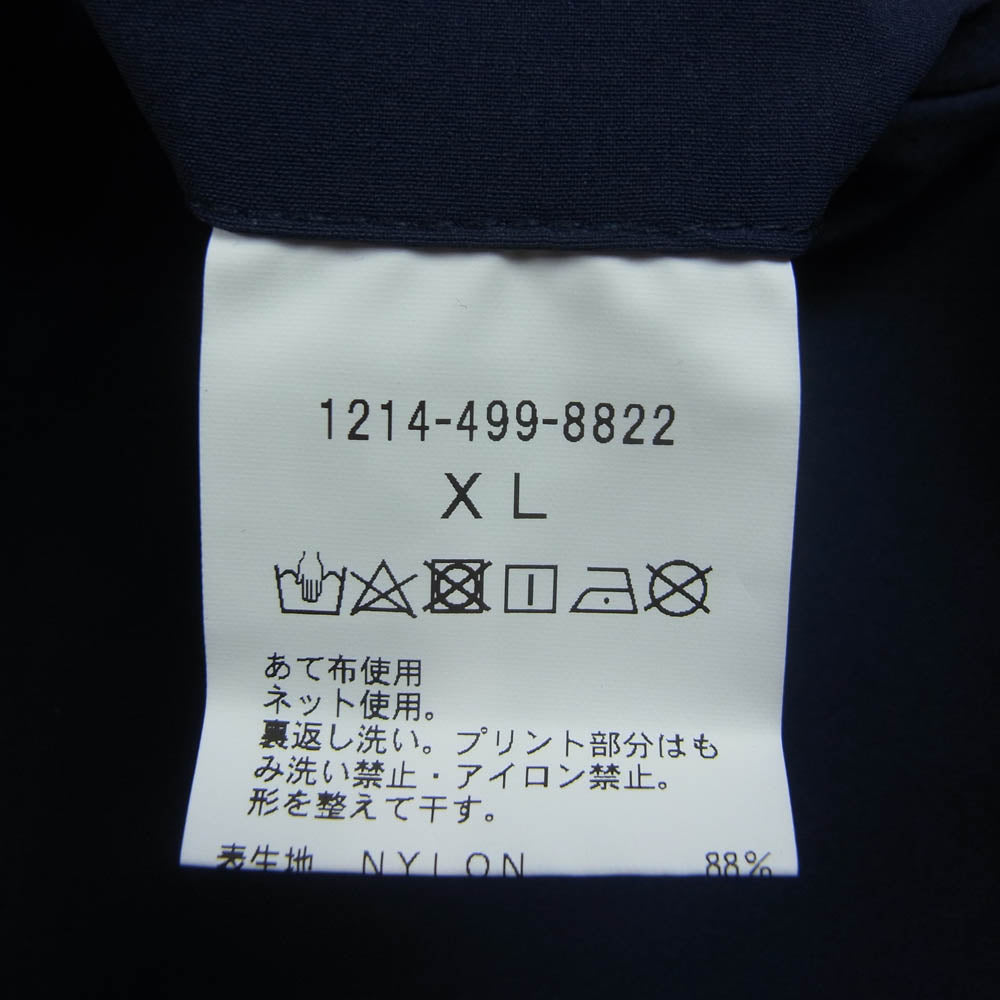 1214-499-8822
XL
あて布使用
ネット使用。
裏返し洗い。プリント部分はも
み洗い禁止・アイロン禁止。
形を整えて干す。
表生地 NYLON 88%